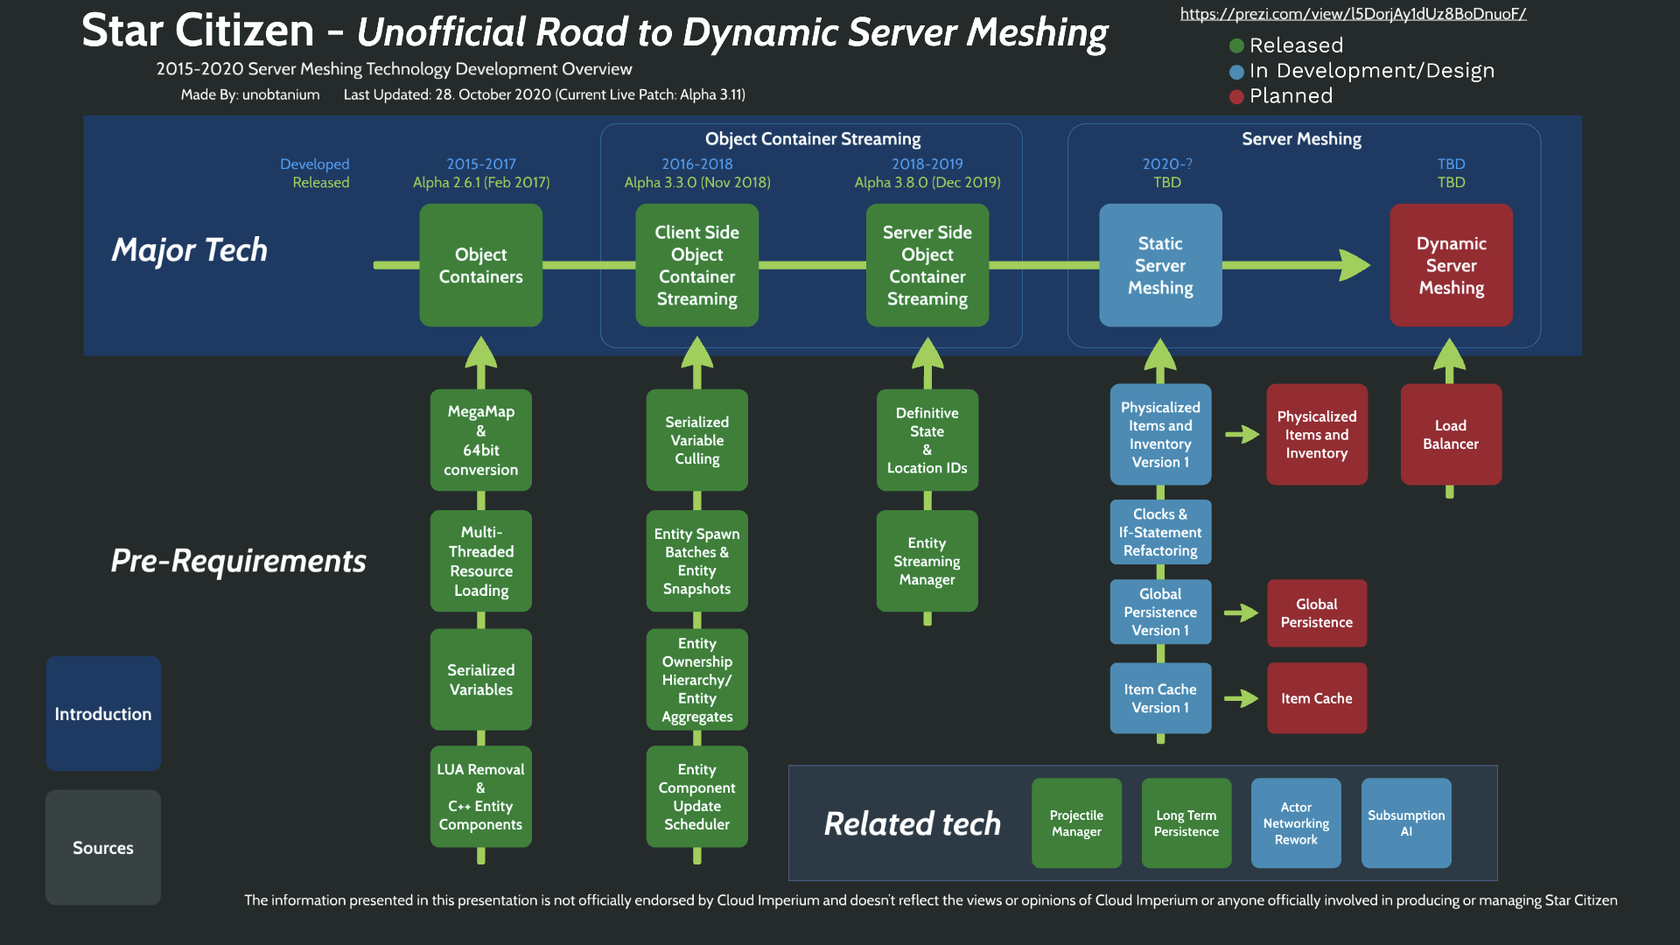 Star Citizen - Unofficial Road to Dynamic Server Meshing
2015-2020 Server Meshing Technology Development Overview
Made By: unobtanium Last Updated: 28. October 2020 (Current Live Patch: Alpha 3.11)
https://prezi.com/view/l5DorjAy1dUz8BoDnuoF/
Released
In Development/Design
Planned
Object Container Streaming
Server Meshing
Developed
Released
2015-2017
Alpha 2.6.1 (Feb 2017)
2016-2018
Alpha 3.3.0 (Nov 2018)
2018-2019
Alpha 3.8.0 (Dec 2019)
2020-?
TBD
TBD
TBD
Major Tech
Object
Containers
Client Side
Object
Container
Streaming
Server Side
Object
Container
Streaming
Static
Server
Meshing
Dynamic
Server
Meshing
Pre-Requirements
MegaMap
&
64bit
conversion
Multi-
Threaded
Resource
Loading
Serialized
Variables
LUA Removal
&
C++ Entity
Components
Serialized
Variable
Culling
Entity Spawn
Batches &
Entity
Snapshots
Entity
Ownership
Hierarchy/
Entity
Aggregates
Entity
Component
Update
Scheduler
Definitive
State
&
Location IDs
Entity
Streaming
Manager
Physicalized
Items and
Inventory
Version 1
Physicalized
Items and
Inventory
Clocks &
If-Statement
Refactoring
Global
Persistence
Version 1
Global
Persistence
Item Cache
Version 1
Item Cache
Load
Balancer
Introduction
Sources
Related tech
Projectile
Manager
Long Term
Persistence
Actor
Networking
Rework
Subsumption
AI
The information presented in this presentation is not officially endorsed by Cloud Imperium and doesn't reflect the views or opinions of Cloud Imperium or anyone officially involved in producing or managing Star Citizen